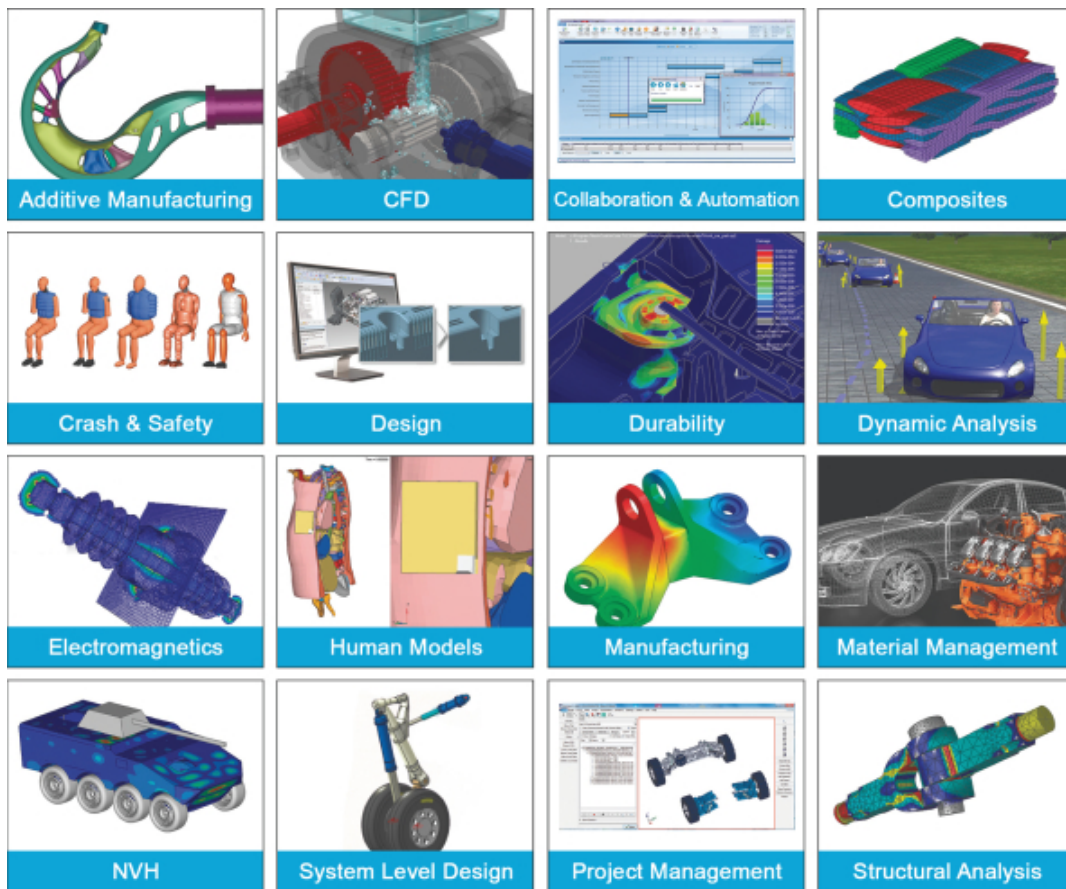 Additive Manufacturing
CFD
Collaboration & Automation
Composites
Crash & Safety
Design
Durability
Dynamic Analysis
Electromagnetics
Human Models
Manufacturing
Material Management
NVH
System Level Design
Project Management
Structural Analysis